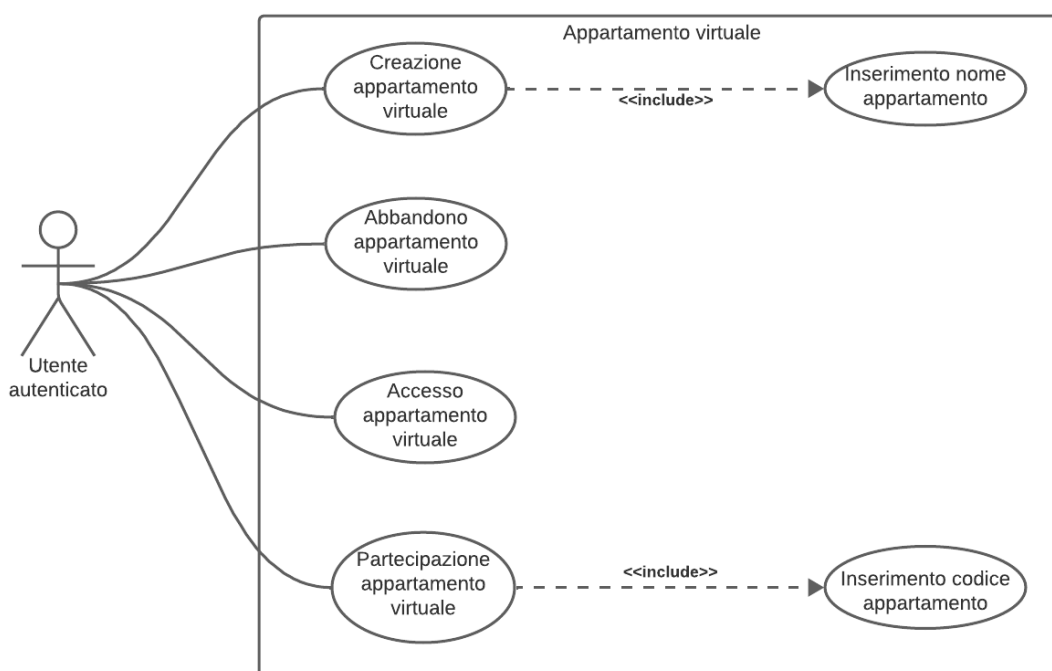 Appartamento virtuale
Creazione
appartamento
virtuale
<<include>>
Inserimento nome
appartamento
Abbandono
appartamento
virtuale
Utente
autenticato
Accesso
appartamento
virtuale
Partecipazione
appartamento
virtuale
<<include>>
Inserimento codice
appartamento